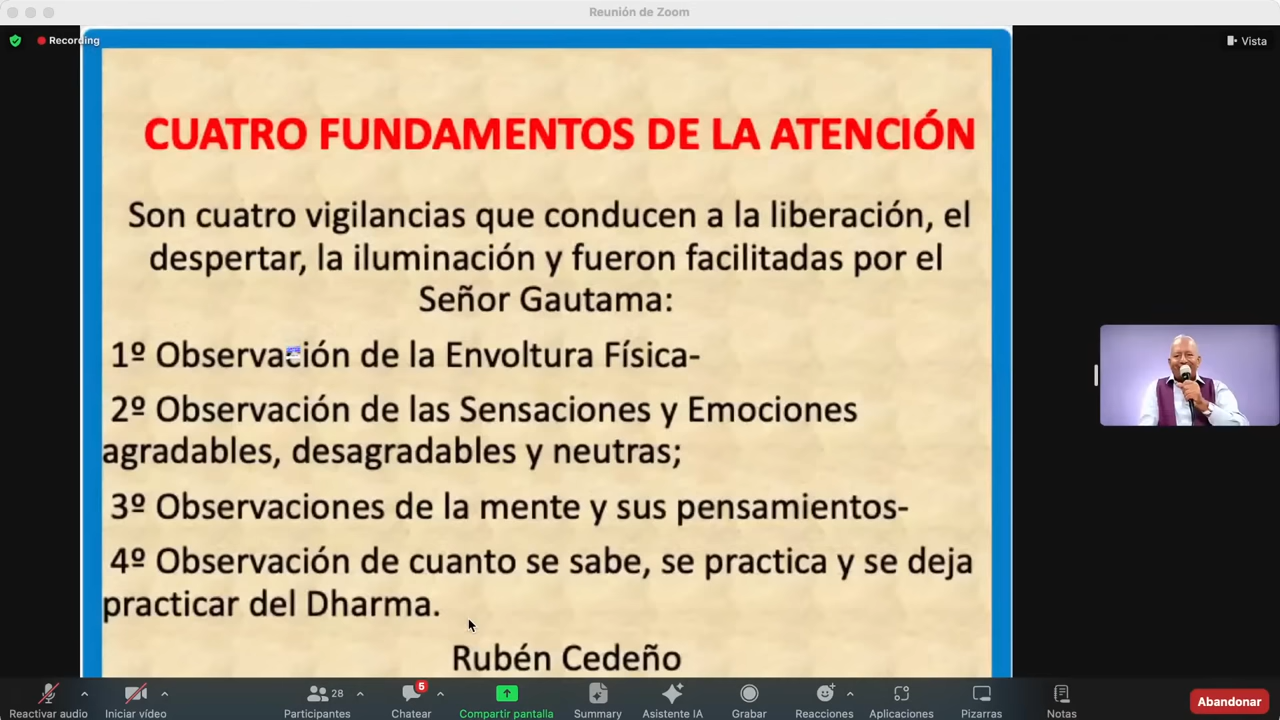 Reunión de Zoom
Recording
Vista
CUATRO FUNDAMENTOS DE LA ATENCIÓN
Son cuatro vigilancias que conducen a la liberación, el
despertar, la iluminación y fueron facilitadas por el
Señor Gautama:
1º Observación de la Envoltura Física-
2º Observación de las Sensaciones y Emociones
agradables, desagradables y neutras;
3º Observaciones de la mente y sus pensamientos-
4º Observación de cuanto se sabe, se practica y se deja
practicar del Dharma.
Rubén Cedeño
28
5
Reactivar audio
Iniciar vídeo
Participantes
Chatear
Compartir pantalla
Summary
Asistente IA
Grabar
Reacciones
Aplicaciones
Pizarras
Notas
Abandonar